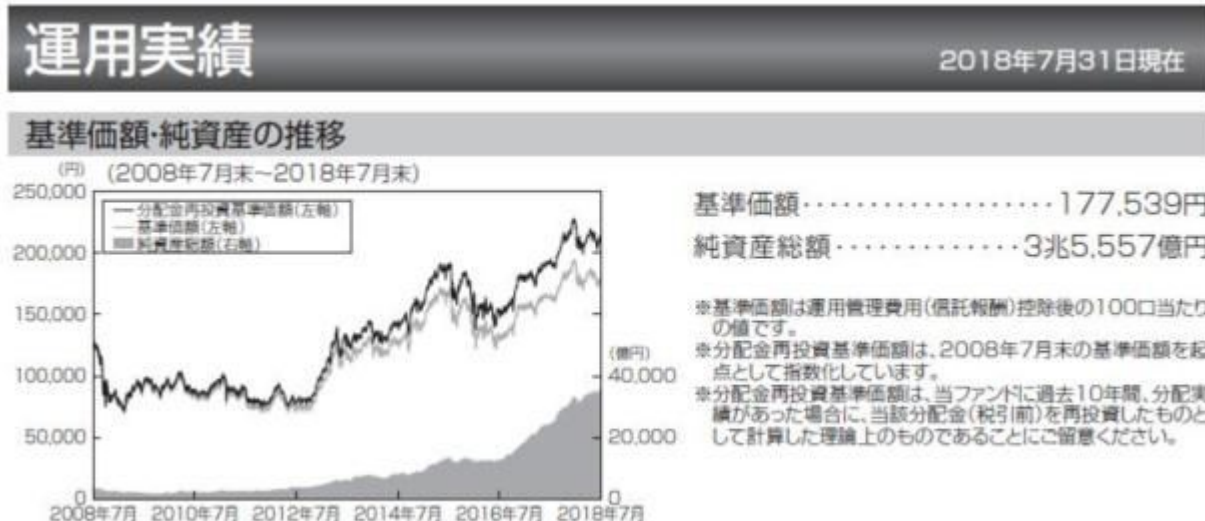 運用実績
2018年7月31日現在
基準価額・純資産の推移
(円) (2008年7月末~2018年7月末)
250,000
200,000
150,000
100,000
50,000
0
分配金再投資基準価額(左軸)
基準価額(左軸)
純資産総額(右軸)
(億円)
40,000
20,000
0
2008年7月 2010年7月 2012年7月 2014年7月 2016年7月 2018年7月
基準価額・・・・・・・・・・・・・・・・・・・177,539円
純資産総額・・・・・・・・・・・・・・3兆5,557億円
※基準価額は運用管理費用(信託報酬)控除後の100口当たり
の値です。
※分配金再投資基準価額は、2008年7月末の基準価額を起
点として指数化しています。
※分配金再投資基準価額は、当ファンドに過去10年間、分配実
績があった場合に、当該分配金(税引前)を再投資したものと
して計算した理論上のものであることにご留意ください。